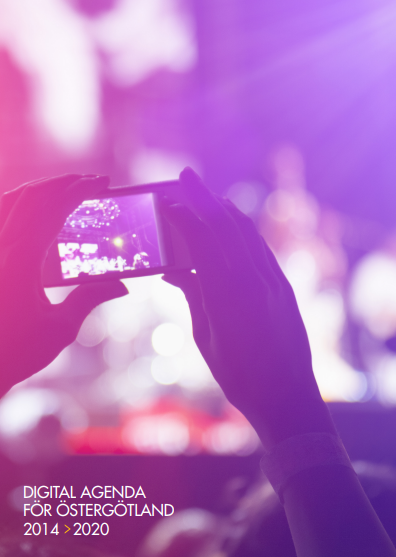 DIGITAL AGENDA
FÖR ÖSTERGÖTLAND
2014 >2020